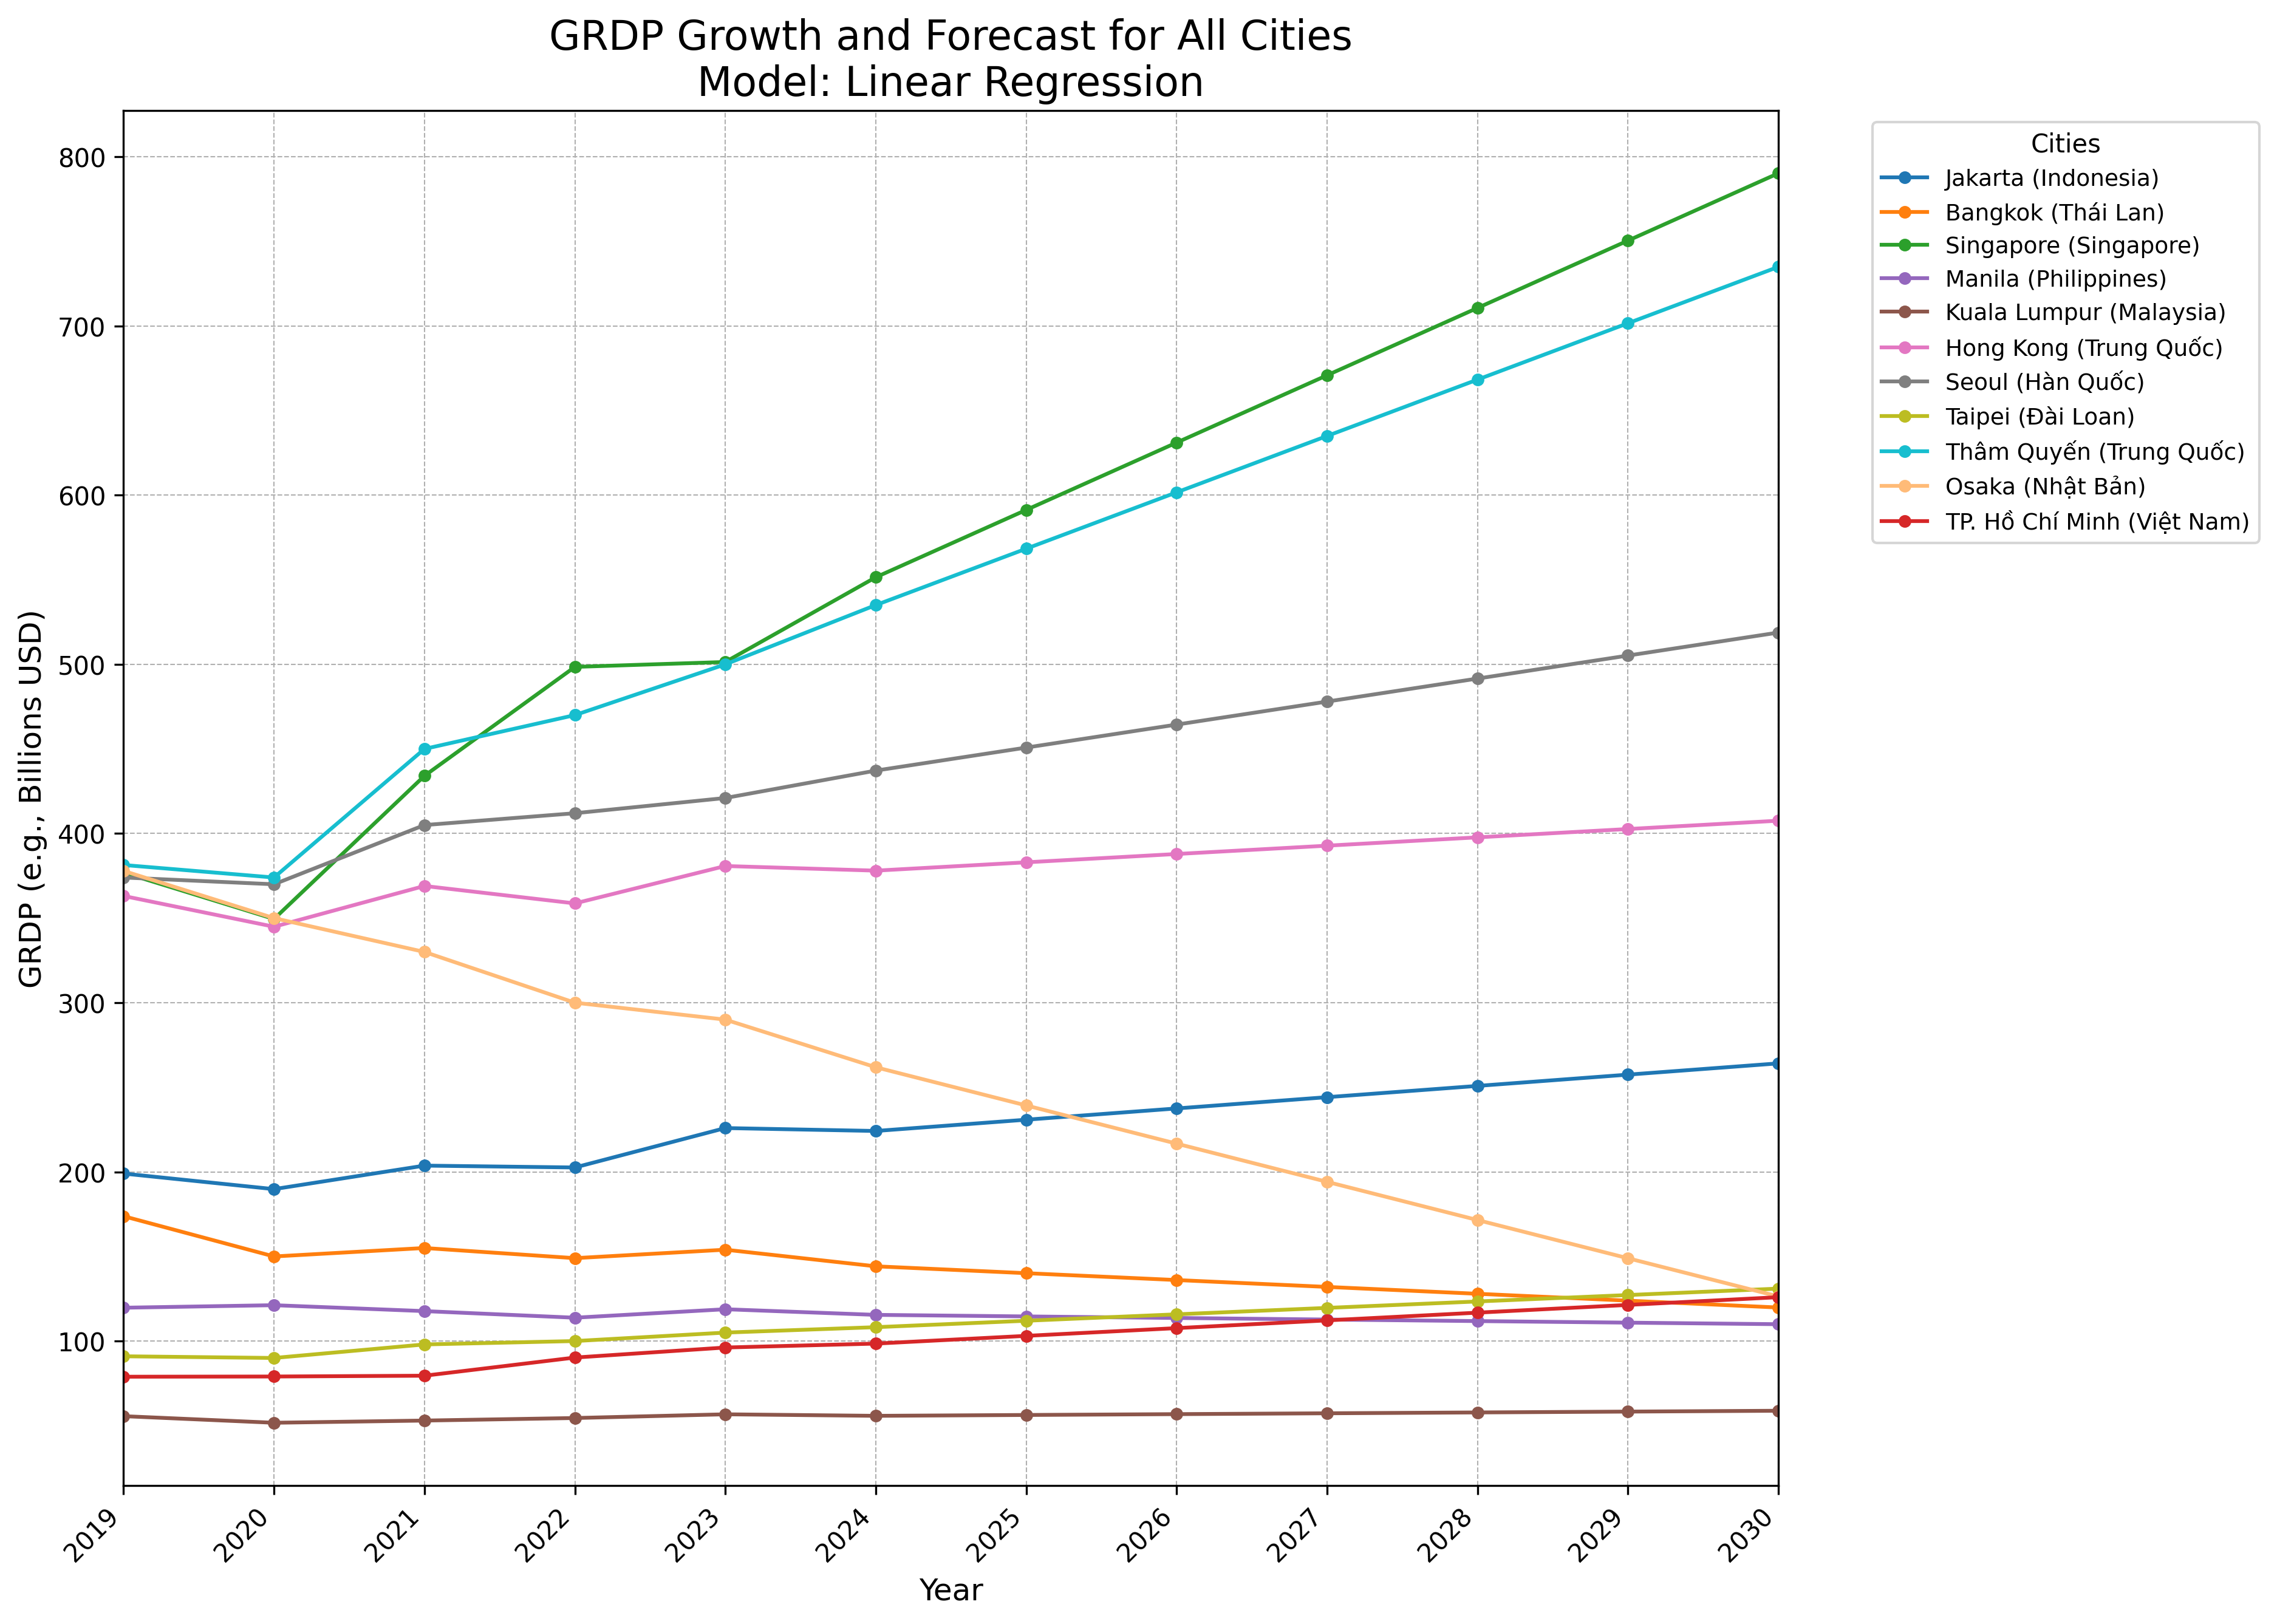 GRDP Growth and Forecast for All Cities
Model: Linear Regression
GRDP (e.g., Billions USD)
800
700
600
500
400
300
200
100
2019
2020
2021
2022
2023
2024
2025
2026
2027
2028
2029
2030
Year
Cities
Jakarta (Indonesia)
Bangkok (Thái Lan)
Singapore (Singapore)
Manila (Philippines)
Kuala Lumpur (Malaysia)
Hong Kong (Trung Quốc)
Seoul (Hàn Quốc)
Taipei (Đài Loan)
Thâm Quyến (Trung Quốc)
Osaka (Nhật Bản)
TP. Hồ Chí Minh (Việt Nam)